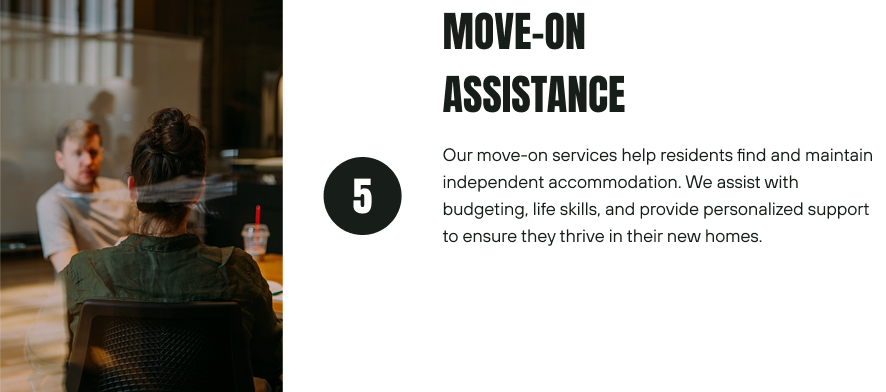 MOVE-ON
ASSISTANCE
5
Our move-on services help residents find and maintain
independent accommodation. We assist with
budgeting, life skills, and provide personalized support
to ensure they thrive in their new homes.